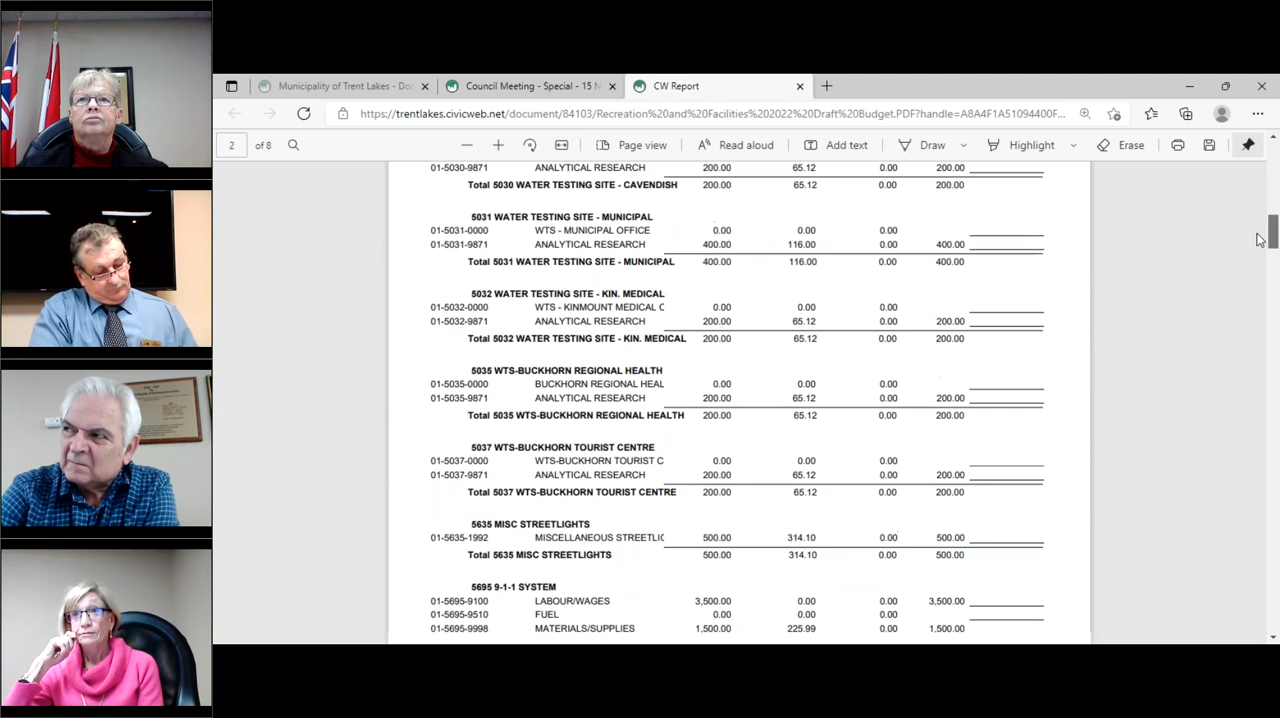 Municipality of Trent Lakes - Doc
Council Meeting - Special - 15 N
CW Report
https://trentlakes.civicweb.net/document/84103/Recreation%20and%20Facilities%202022%20Draft%20Budget.PDF?handle=A8A4F1A51094400F...
2 of 8 Page view Read aloud Add text Draw Highlight Erase
01-5030-9871 ANALYTICAL RESEARCH 200.00 65.12 0.00 200.00
Total 5030 WATER TESTING SITE - CAVENDISH 200.00 65.12 0.00 200.00
5031 WATER TESTING SITE - MUNICIPAL
01-5031-0000 WTS - MUNICIPAL OFFICE 0.00 0.00 0.00
01-5031-9871 ANALYTICAL RESEARCH 400.00 116.00 0.00 400.00
Total 5031 WATER TESTING SITE - MUNICIPAL 400.00 116.00 0.00 400.00
5032 WATER TESTING SITE - KIN. MEDICAL
01-5032-0000 WTS - KINMOUNT MEDICAL C 0.00 0.00 0.00
01-5032-9871 ANALYTICAL RESEARCH 200.00 65.12 0.00 200.00
Total 5032 WATER TESTING SITE - KIN. MEDICAL 200.00 65.12 0.00 200.00
5035 WTS-BUCKHORN REGIONAL HEALTH
01-5035-0000 BUCKHORN REGIONAL HEAL 0.00 0.00 0.00
01-5035-9871 ANALYTICAL RESEARCH 200.00 65.12 0.00 200.00
Total 5035 WTS-BUCKHORN REGIONAL HEALTH 200.00 65.12 0.00 200.00
5037 WTS-BUCKHORN TOURIST CENTRE
01-5037-0000 WTS-BUCKHORN TOURIST C 0.00 0.00 0.00
01-5037-9871 ANALYTICAL RESEARCH 200.00 65.12 0.00 200.00
Total 5037 WTS-BUCKHORN TOURIST CENTRE 200.00 65.12 0.00 200.00
5635 MISC STREETLIGHTS
01-5635-1992 MISCELLANEOUS STREETLIG 500.00 314.10 0.00 500.00
Total 5635 MISC STREETLIGHTS 500.00 314.10 0.00 500.00
5695 9-1-1 SYSTEM
01-5695-9100 LABOUR/WAGES 3,500.00 0.00 0.00 3,500.00
01-5695-9510 FUEL 0.00 0.00 0.00 0.00
01-5695-9998 MATERIALS/SUPPLIES 1,500.00 225.99 0.00 1,500.00